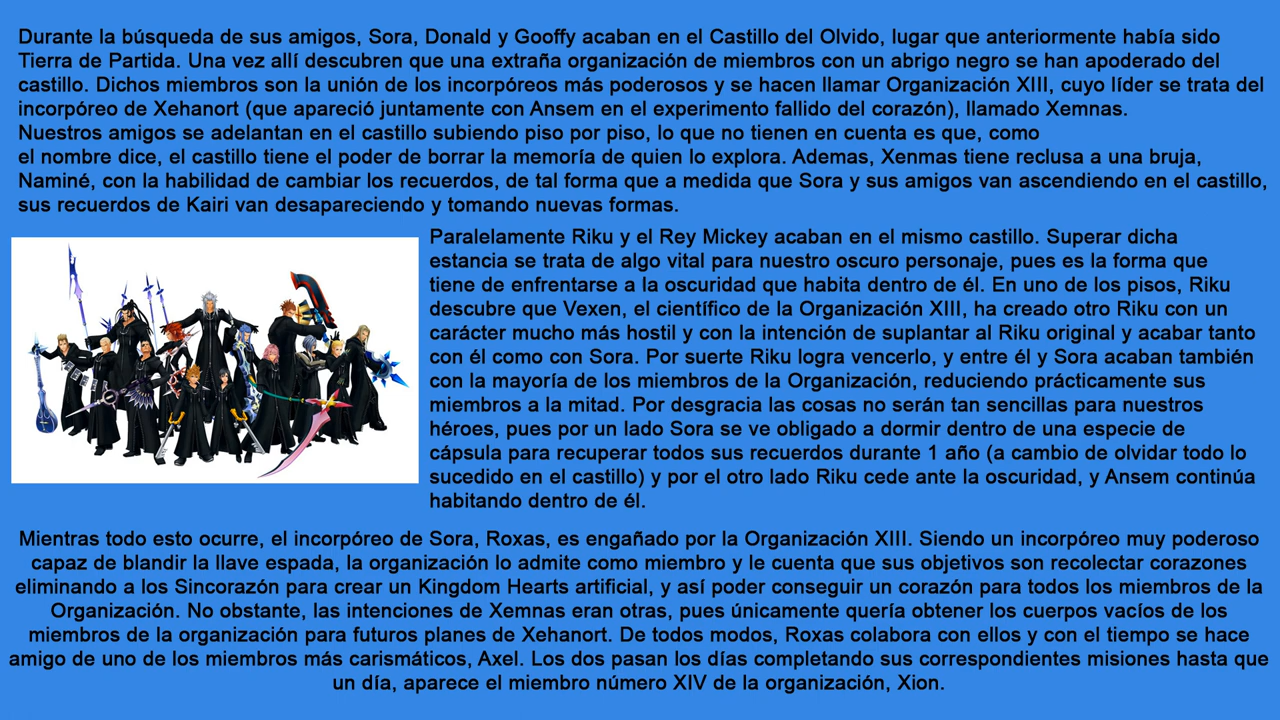 Durante la búsqueda de sus amigos, Sora, Donald y Gooffy acaban en el Castillo del Olvido, lugar que anteriormente había sido
Tierra de Partida. Una vez allí descubren que una extraña organización de miembros con un abrigo negro se han apoderado del
castillo. Dichos miembros son la unión de los incorpóreos más poderosos y se hacen llamar Organización XIII, cuyo líder se trata del
incorpóreo de Xehanort (que apareció juntamente con Ansem en el experimento fallido del corazón), llamado Xemnas.
Nuestros amigos se adelantan en el castillo subiendo piso por piso, lo que no tienen en cuenta es que, como
el nombre dice, el castillo tiene el poder de borrar la memoría de quien lo explora. Ademas, Xenmas tiene reclusa a una bruja,
Naminé, con la habilidad de cambiar los recuerdos, de tal forma que a medida que Sora y sus amigos van ascendiendo en el castillo,
sus recuerdos de Kairi van desapareciendo y tomando nuevas formas.
Paralelamente Riku y el Rey Mickey acaban en el mismo castillo. Superar dicha
estancia se trata de algo vital para nuestro oscuro personaje, pues es la forma que
tiene de enfrentarse a la oscuridad que habita dentro de él. En uno de los pisos, Riku
descubre que Vexen, el científico de la Organización XIII, ha creado otro Riku con un
carácter mucho más hostil y con la intención de suplantar al Riku original y acabar tanto
con él como con Sora. Por suerte Riku logra vencerlo, y entre él y Sora acaban también
con la mayoría de los miembros de la Organización, reduciendo prácticamente sus
miembros a la mitad. Por desgracia las cosas no serán tan sencillas para nuestros
héroes, pues por un lado Sora se ve obligado a dormir dentro de una especie de
cápsula para recuperar todos sus recuerdos durante 1 año (a cambio de olvidar todo lo
sucedido en el castillo) y por el otro lado Riku cede ante la oscuridad, y Ansem continúa
habitando dentro de él.
Mientras todo esto ocurre, el incorpóreo de Sora, Roxas, es engañado por la Organización XIII. Siendo un incorpóreo muy poderoso
capaz de blandir la llave espada, la organización lo admite como miembro y le cuenta que sus objetivos son recolectar corazones
eliminando a los Sincorazón para crear un Kingdom Hearts artificial, y así poder conseguir un corazón para todos los miembros de la
Organización. No obstante, las intenciones de Xemnas eran otras, pues únicamente quería obtener los cuerpos vacíos de los
miembros de la organización para futuros planes de Xehanort. De todos modos, Roxas colabora con ellos y con el tiempo se hace
amigo de uno de los miembros más carismáticos, Axel. Los dos pasan los días completando sus correspondientes misiones hasta que
un día, aparece el miembro número XIV de la organización, Xion.